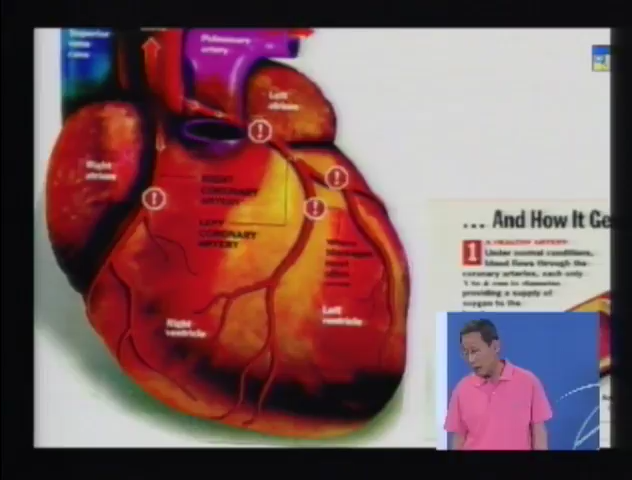 Superior
vena
cava
Pulmonary
artery
Left
atrium
Right
atrium
RIGHT
CORONARY
ARTERY
LEFT
CORONARY
ARTERY
Where
Left
ventricle
Right
ventricle
... And How It Ge
1
A HEALTHY ARTERY
Under normal conditions,
blood flows through the
coronary arteries, each only
providing a supply of
oxygen to the